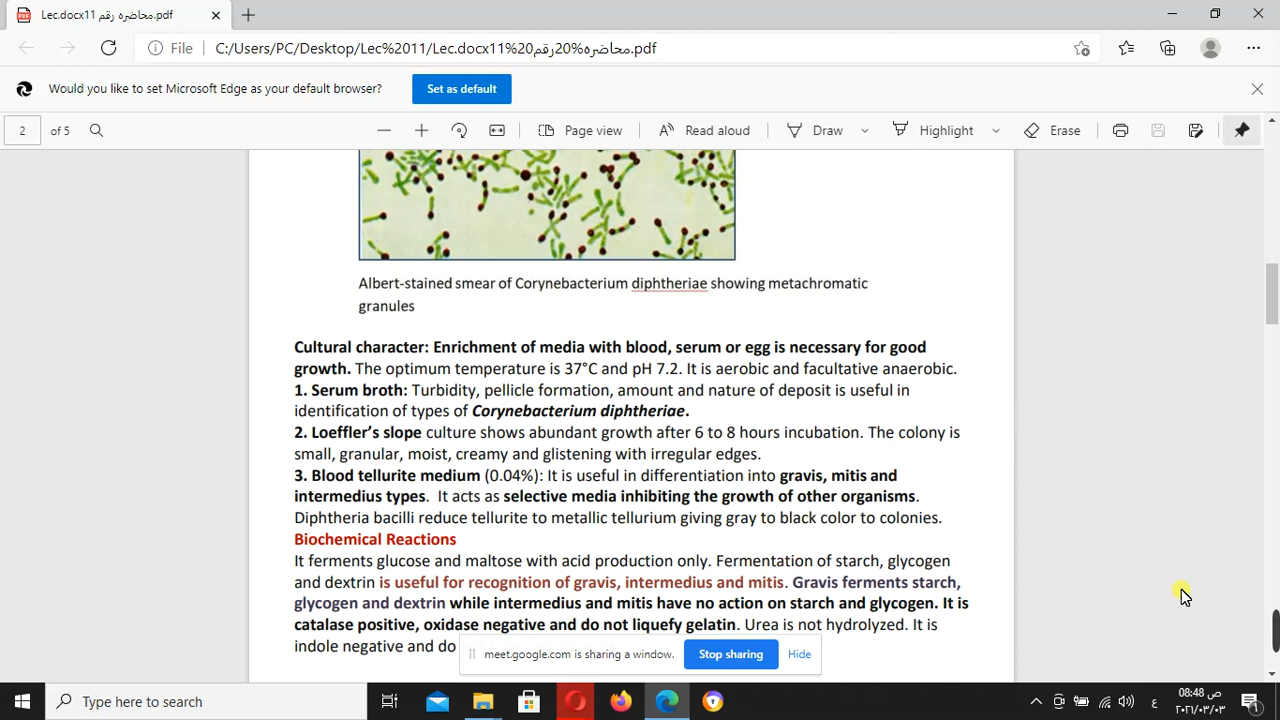 Lec.docx11 محاضره رقم.pdf
File
C:/Users/PC/Desktop/Lec%2011/Lec.docx11%20محاضره%20رقم.pdf
Would you like to set Microsoft Edge as your default browser?
Set as default
2 of 5
Page view
Read aloud
Draw
Highlight
Erase
Albert-stained smear of Corynebacterium diphtheriae showing metachromatic
granules
Cultural character: Enrichment of media with blood, serum or egg is necessary for good
growth. The optimum temperature is 37°C and pH 7.2. It is aerobic and facultative anaerobic.
1. Serum broth: Turbidity, pellicle formation, amount and nature of deposit is useful in
identification of types of Corynebacterium diphtheriae.
2. Loeffler’s slope culture shows abundant growth after 6 to 8 hours incubation. The colony is
small, granular, moist, creamy and glistening with irregular edges.
3. Blood tellurite medium (0.04%): It is useful in differentiation into gravis, mitis and
intermedius types. It acts as selective media inhibiting the growth of other organisms.
Diphtheria bacilli reduce tellurite to metallic tellurium giving gray to black color to colonies.
Biochemical Reactions
It ferments glucose and maltose with acid production only. Fermentation of starch, glycogen
and dextrin is useful for recognition of gravis, intermedius and mitis. Gravis ferments starch,
glycogen and dextrin while intermedius and mitis have no action on starch and glycogen. It is
catalase positive, oxidase negative and do not liquefy gelatin. Urea is not hydrolyzed. It is
indole negative and do
meet.google.com is sharing a window.
Stop sharing
Hide
Type here to search
ع
08:48 ص
٢٠٢١/٠٣/٠٣
1